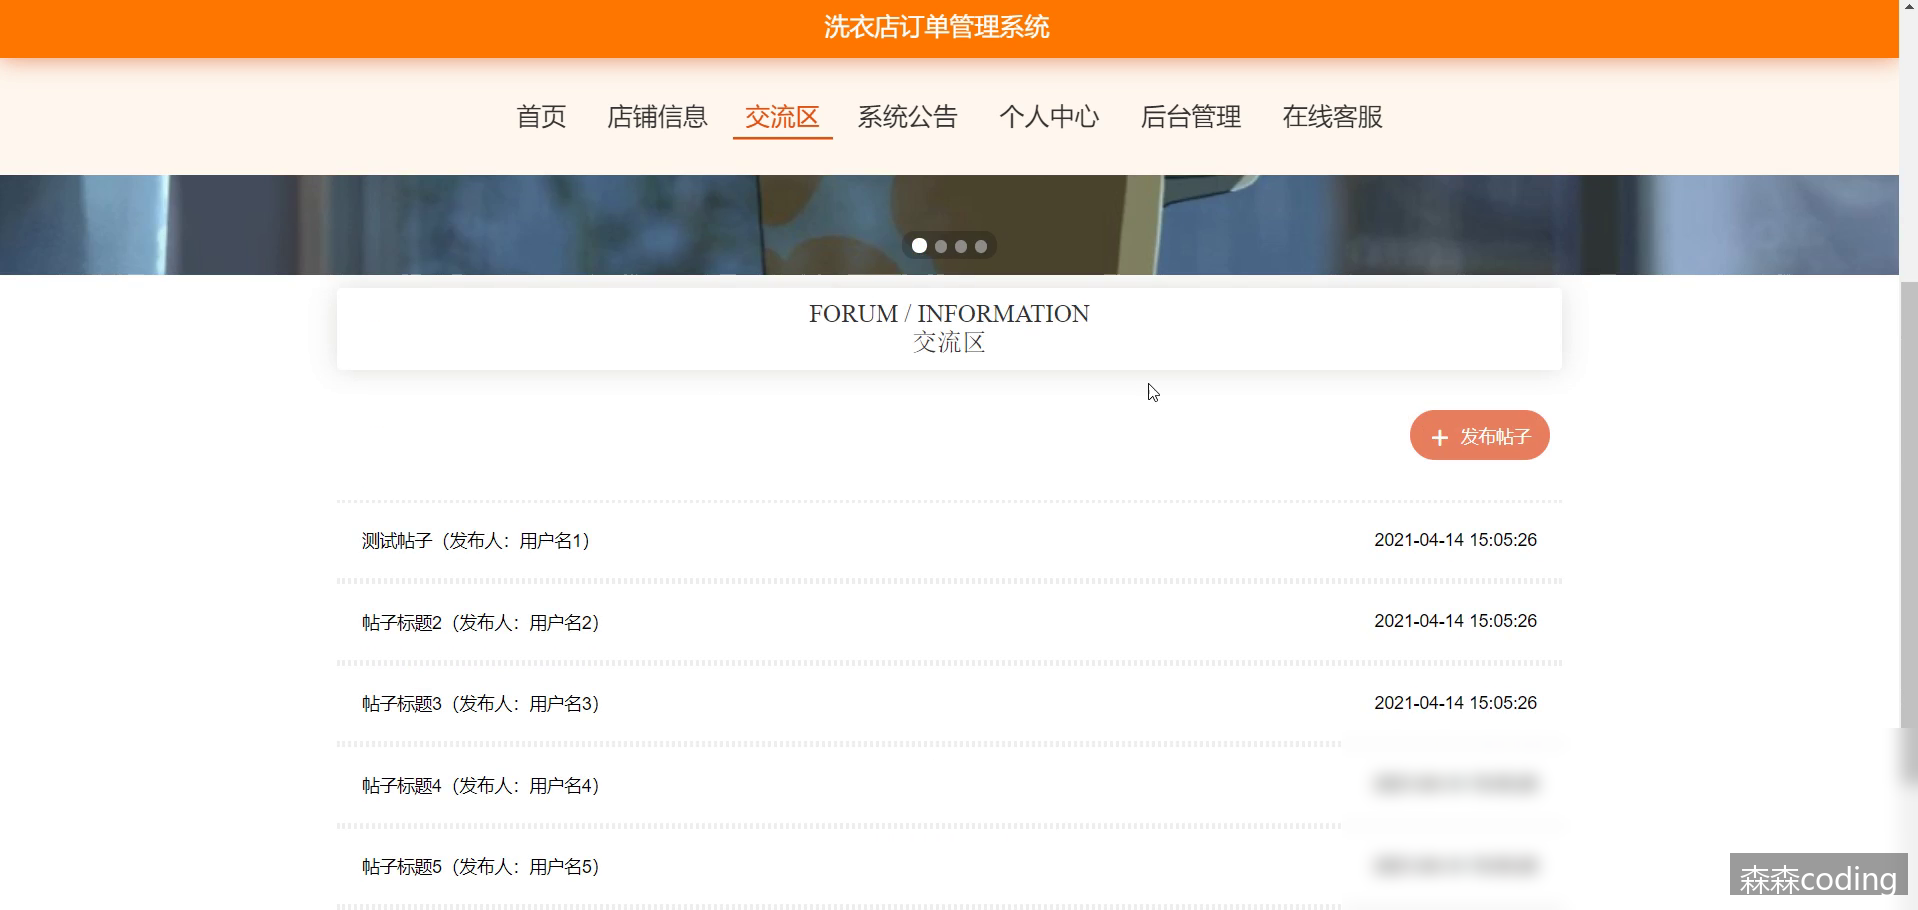 洗衣店订单管理系统
首页 店铺信息 交流区 系统公告 个人中心 后台管理 在线客服
FORUM / INFORMATION
交流区
+ 发布帖子
测试帖子（发布人：用户名1） 2021-04-14 15:05:26
帖子标题2（发布人：用户名2） 2021-04-14 15:05:26
帖子标题3（发布人：用户名3） 2021-04-14 15:05:26
帖子标题4（发布人：用户名4）
帖子标题5（发布人：用户名5）
森森coding